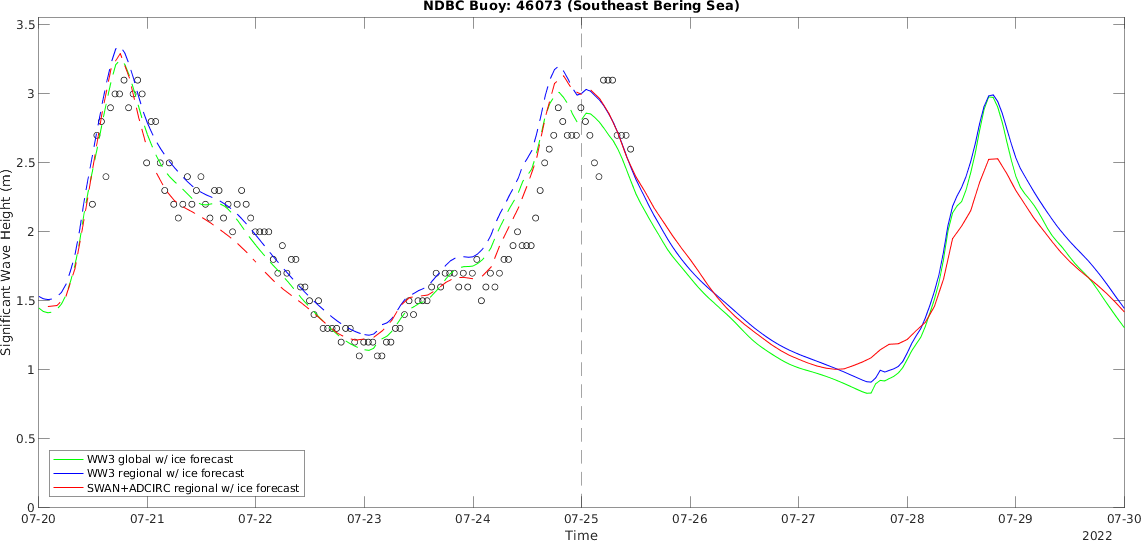 NDBC Buoy: 46073 (Southeast Bering Sea)
3.5
3
2.5
2
1.5
1
0.5
0
Significant Wave Height (m)
WW3 global w/ ice forecast
WW3 regional w/ ice forecast
SWAN+ADCIRC regional w/ ice forecast
07-20 07-21 07-22 07-23 07-24 07-25 07-26 07-27 07-28 07-29 07-30
Time
2022